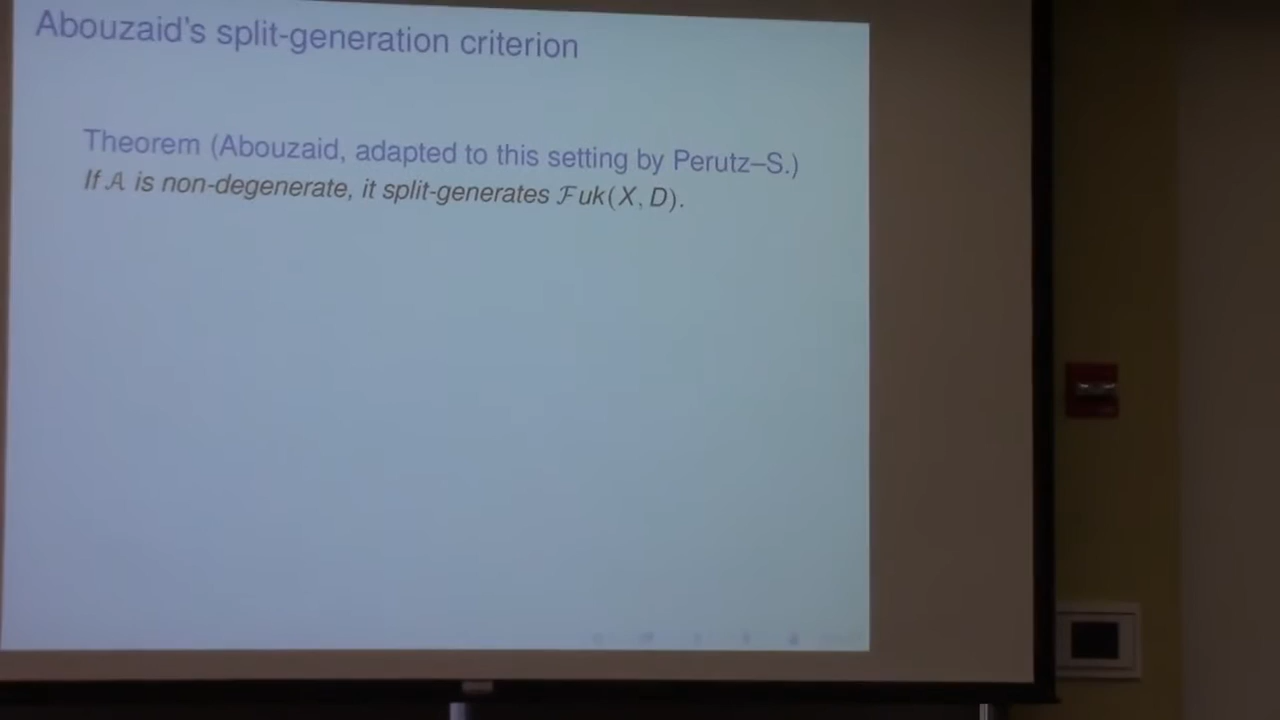 Abouzaid's split-generation criterion
Theorem (Abouzaid, adapted to this setting by Perutz–S.)
If 𝒜 is non-degenerate, it split-generates ℱuk(X, D).